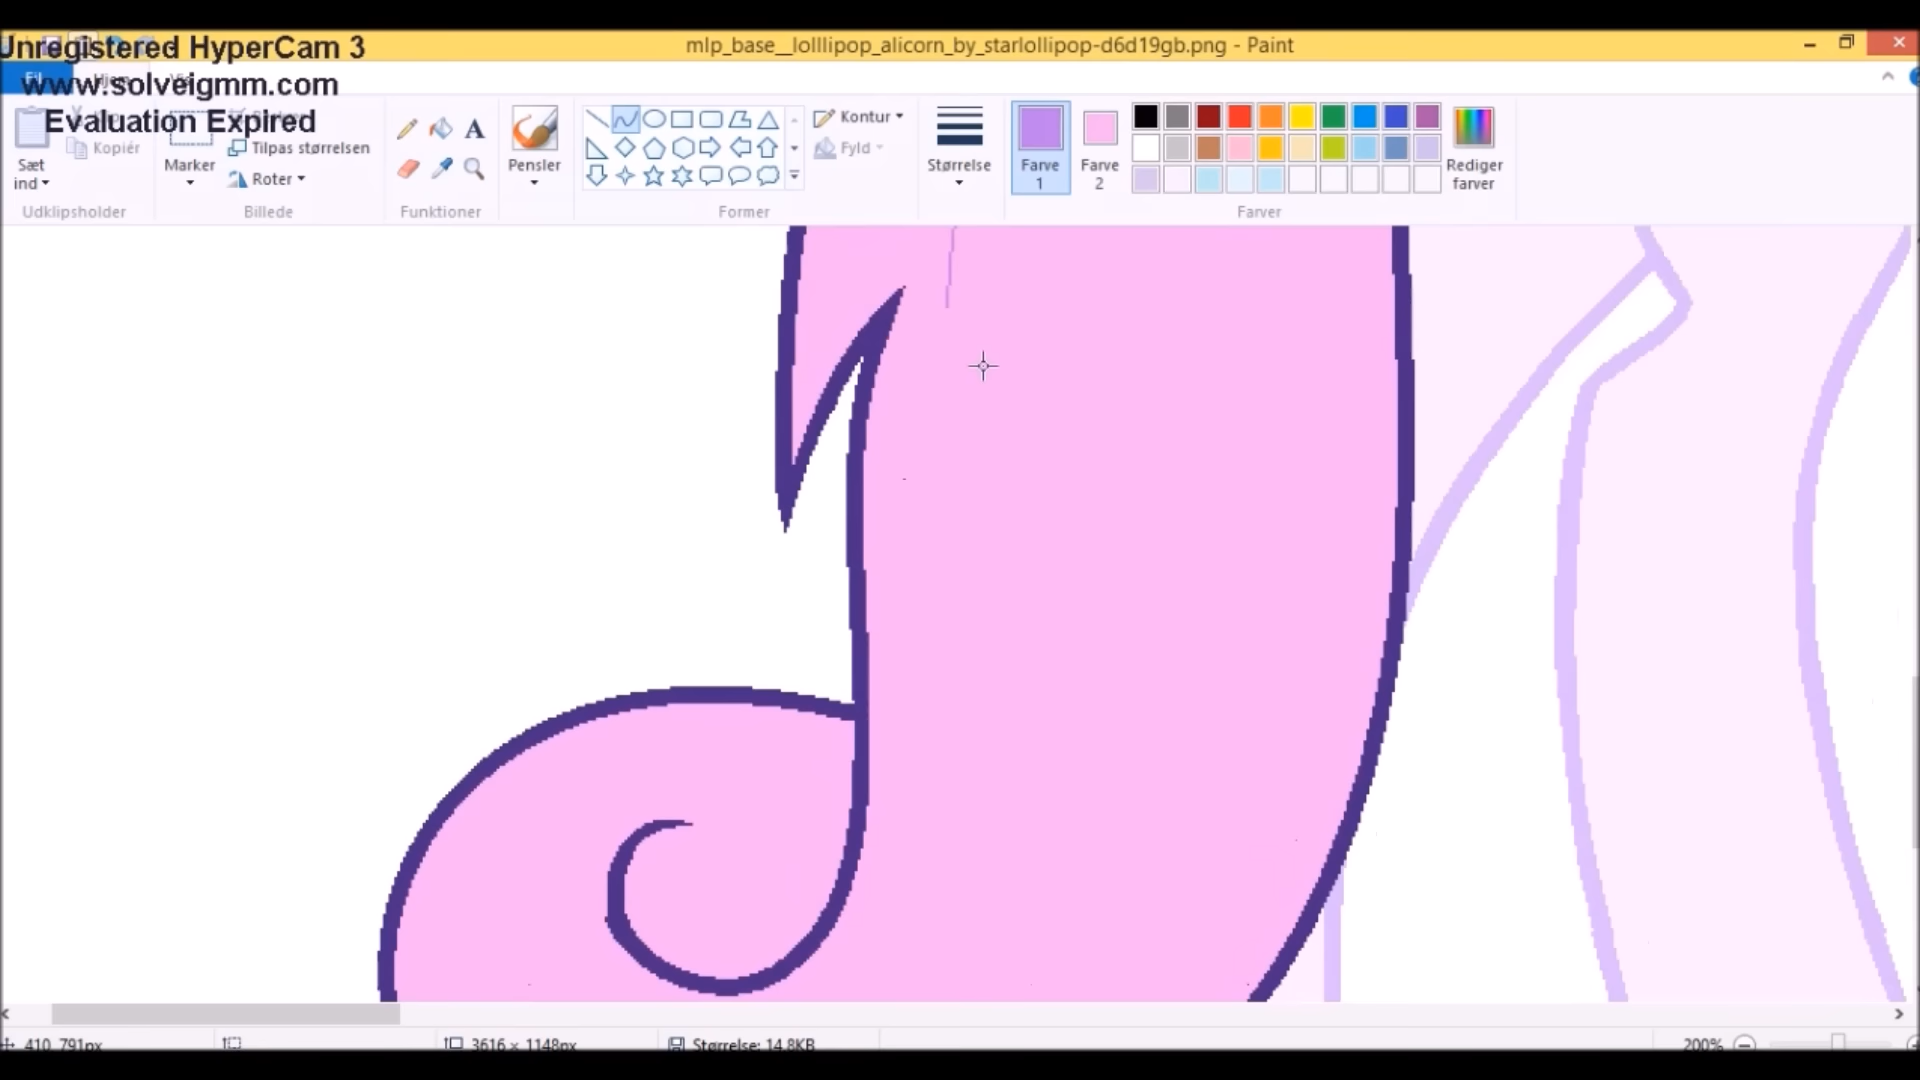 Unregistered HyperCam 3
mlp_base__lolllipop_alicorn_by_starlollipop-d6d19gb.png - Paint
www.solveigmm.com
Evaluation Expired
Kopiér
Tilpas størrelsen
Roter
Sæt
ind
Marker
Pensler
Kontur
Fyld
Størrelse
Farve
1
Farve
2
Rediger
farver
Udklipsholder
Billede
Funktioner
Former
Farver
410, 791px
3616 × 1148px
Størrelse: 14.8KB
200%